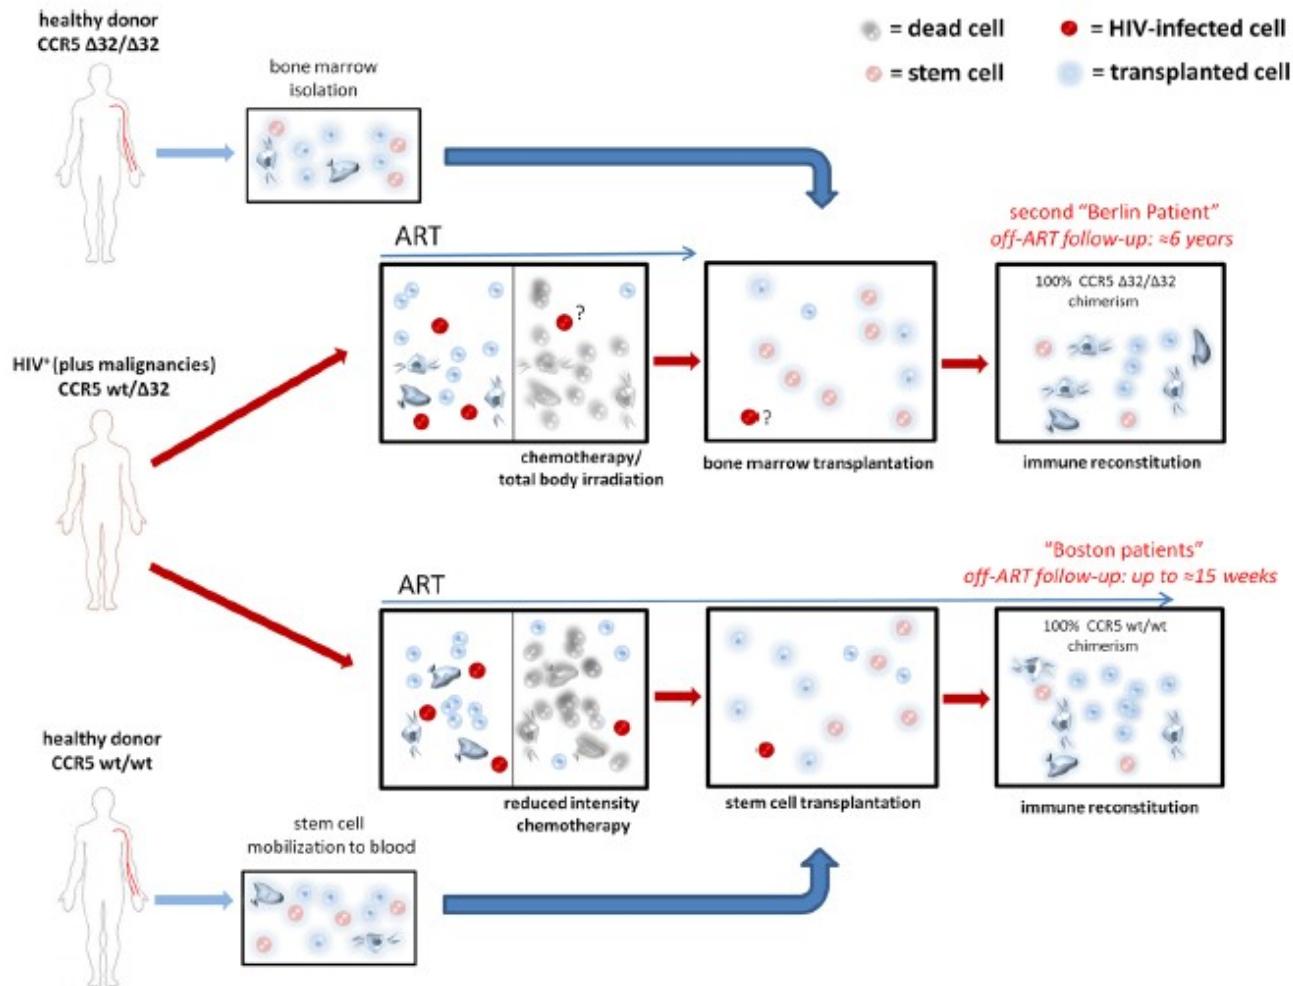 healthy donor
CCR5 Δ32/Δ32
bone marrow
isolation
= dead cell
= HIV-infected cell
= stem cell
= transplanted cell
second “Berlin Patient”
off-ART follow-up: ≈6 years
ART
?
?
100% CCR5 Δ32/Δ32
chimerism
HIV⁺ (plus malignancies)
CCR5 wt/Δ32
chemotherapy/
total body irradiation
bone marrow transplantation
immune reconstitution
“Boston patients”
off-ART follow-up: up to ≈15 weeks
ART
100% CCR5 wt/wt
chimerism
reduced intensity
chemotherapy
stem cell transplantation
immune reconstitution
healthy donor
CCR5 wt/wt
stem cell
mobilization to blood